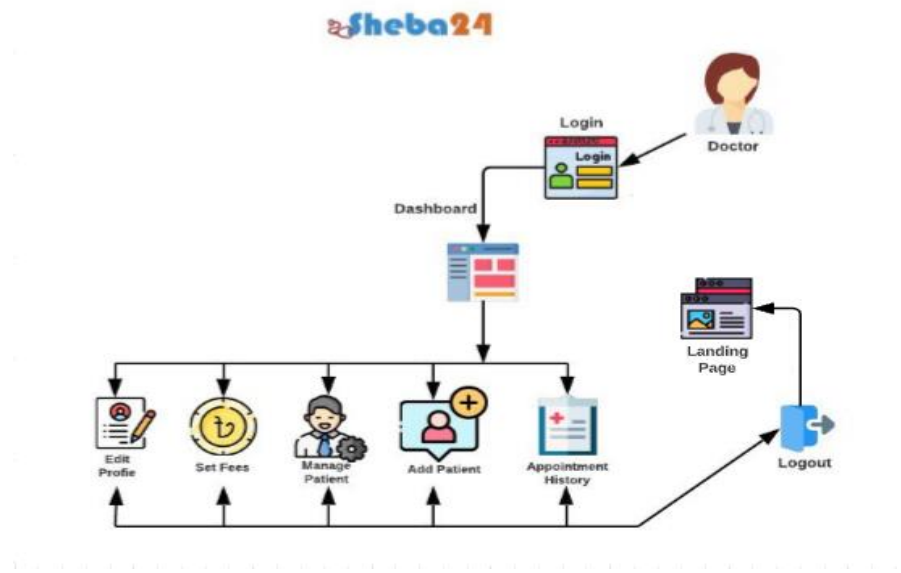 Sheba24
Login
Login
Doctor
Dashboard
Landing
Page
Edit
Profie
Set Fees
৳
Manage
Patient
Add Patient
Appointment
History
Logout